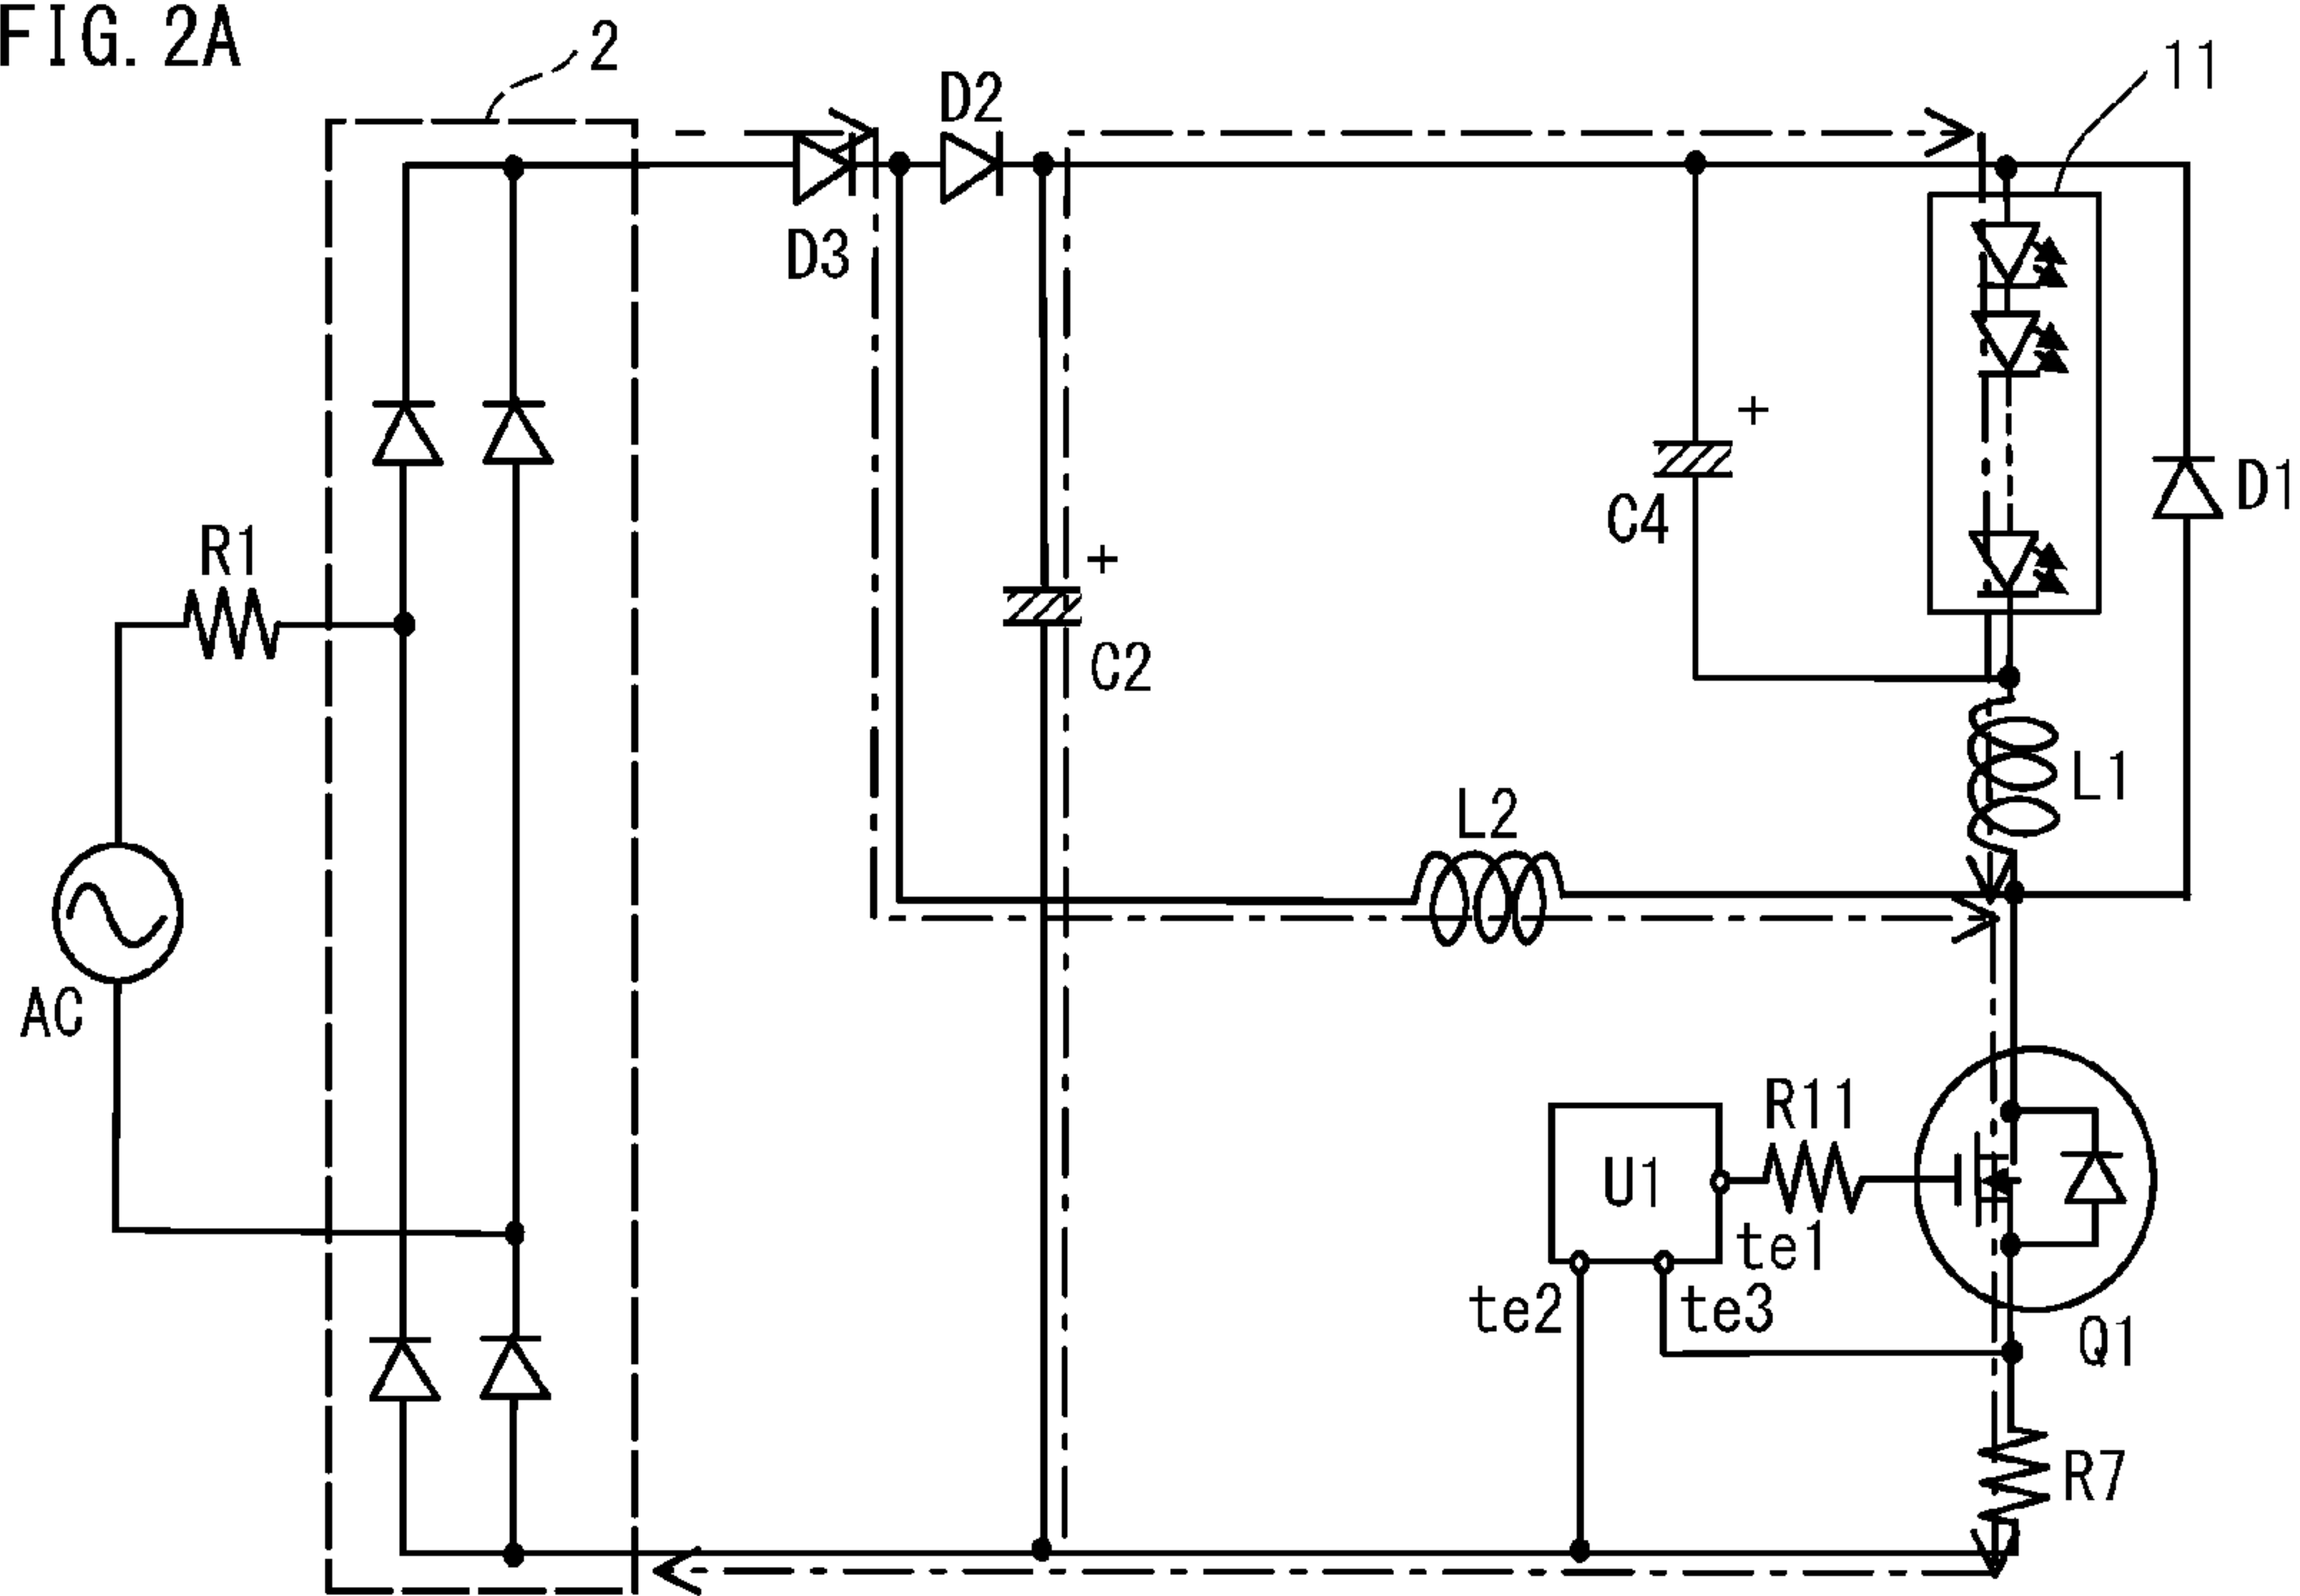 FIG. 2A
2
11
D2
D3
+
C4
D1
R1
+
C2
L1
L2
AC
R11
U1
te1
te2
te3
Q1
R7